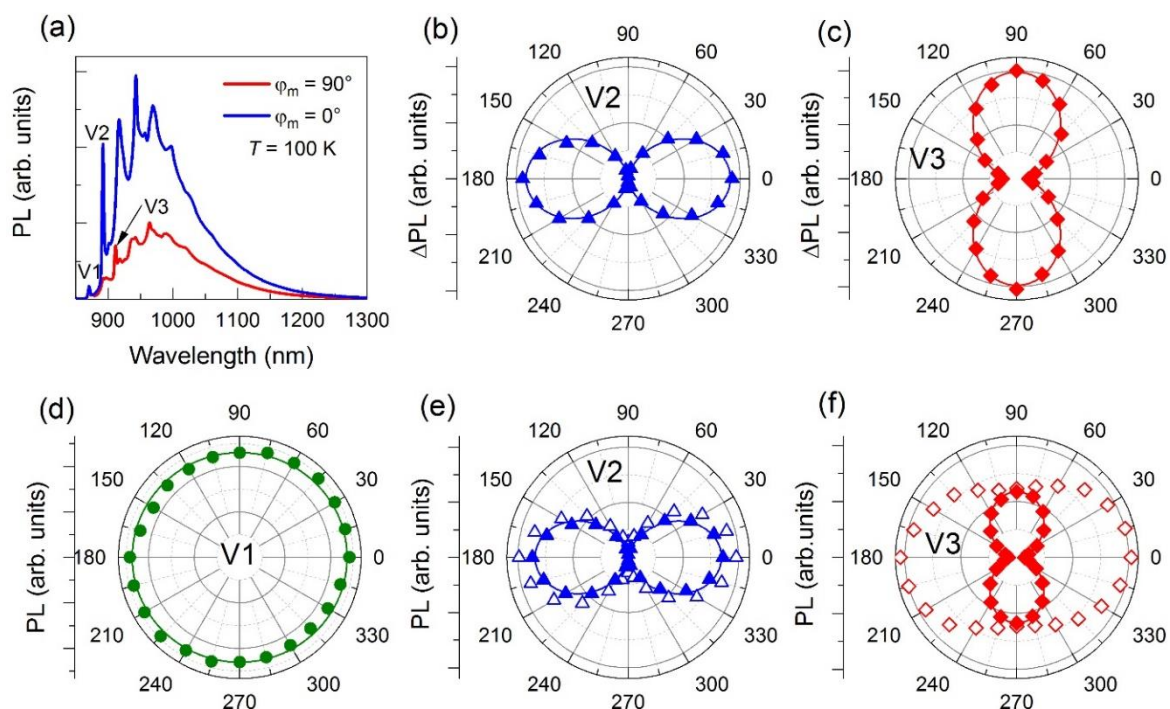 (a)
PL (arb. units)
V2
V1
V3
φm = 90°
φm = 0°
T = 100 K
900 1000 1100 1200 1300
Wavelength (nm)
(b)
ΔPL (arb. units)
V2
90
120 60
150 30
180 0
210 330
240 300
270
(c)
ΔPL (arb. units)
V3
90
120 60
150 30
180 0
210 330
240 300
270
(d)
PL (arb. units)
V1
90
120 60
150 30
180 0
210 330
240 300
270
(e)
PL (arb. units)
V2
90
120 60
150 30
180 0
210 330
240 300
270
(f)
PL (arb. units)
V3
90
120 60
150 30
180 0
210 330
240 300
270